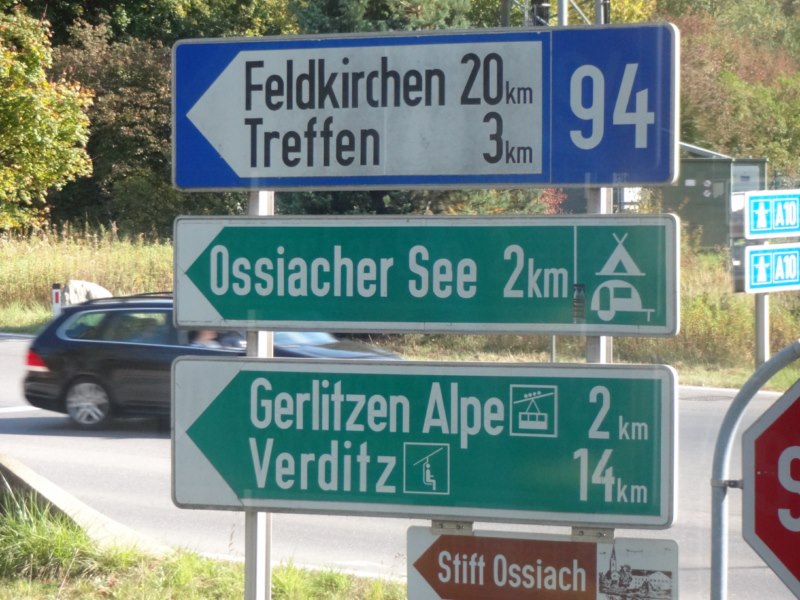 Feldkirchen 20km
Treffen 3km
94
Ossiacher See 2km
A10
A10
Gerlitzen Alpe 2 km
Verditz 14km
Stift Ossiach